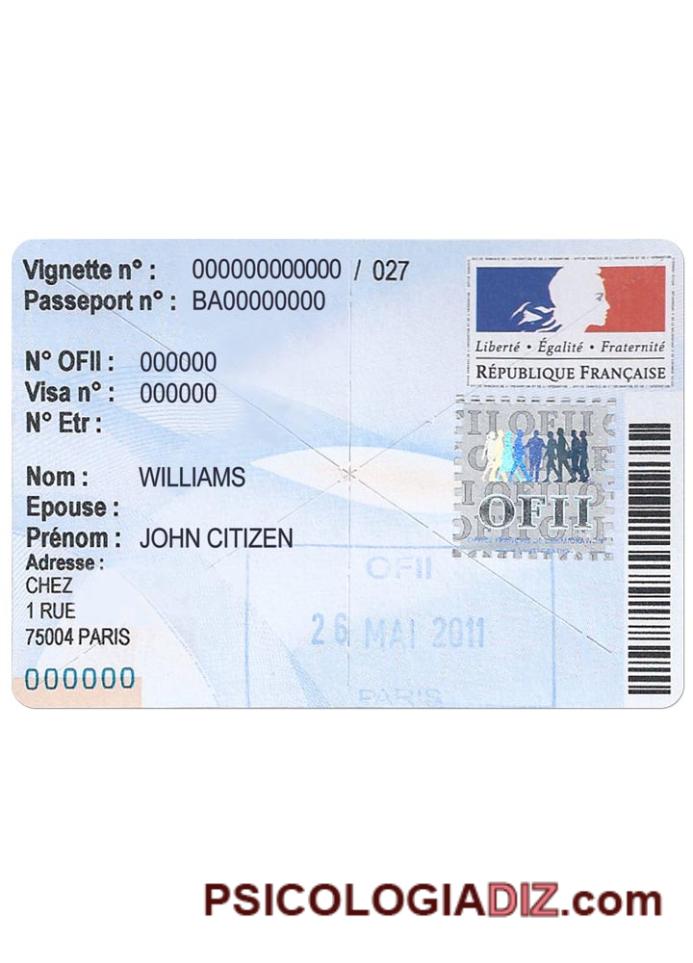 Vignette n° : 000000000000 / 027
Passeport n° : BA00000000
N° OFII : 000000
Visa n° : 000000
N° Etr :
Nom : WILLIAMS
Epouse :
Prénom : JOHN CITIZEN
Adresse :
CHEZ
1 RUE
75004 PARIS
000000
Liberté • Égalité • Fraternité
RÉPUBLIQUE FRANÇAISE
OFII
OFII
OFII
26 MAI 2011
PARIS
PSICOLOGIADIZ.com